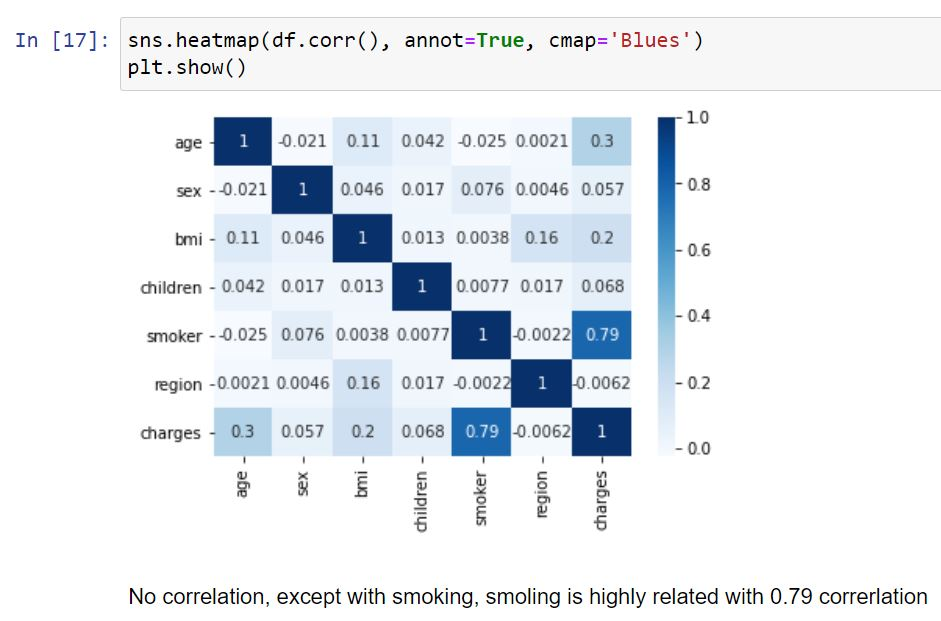 In [17]: sns.heatmap(df.corr(), annot=True, cmap='Blues')
plt.show()
age 1 -0.021 0.11 0.042 -0.025 0.0021 0.3
sex -0.021 1 0.046 0.017 0.076 0.0046 0.057
bmi 0.11 0.046 1 0.013 0.0038 0.16 0.2
children 0.042 0.017 0.013 1 0.0077 0.017 0.068
smoker -0.025 0.076 0.0038 0.0077 1 -0.0022 0.79
region 0.0021 0.0046 0.16 0.017 -0.0022 1 -0.0062
charges 0.3 0.057 0.2 0.068 0.79 -0.0062 1
age sex bmi children smoker region charges
1.0
0.8
0.6
0.4
0.2
0.0
No correlation, except with smoking, smoling is highly related with 0.79 correrlation